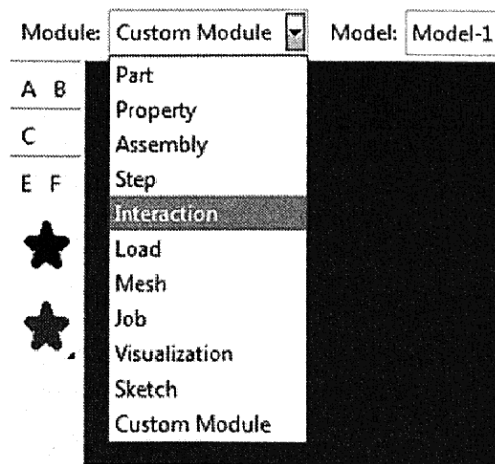 Module: Custom Module Model: Model-1
Part
A B
Property
C
Assembly
E F
Step
Interaction
Load
Mesh
Job
Visualization
Sketch
Custom Module